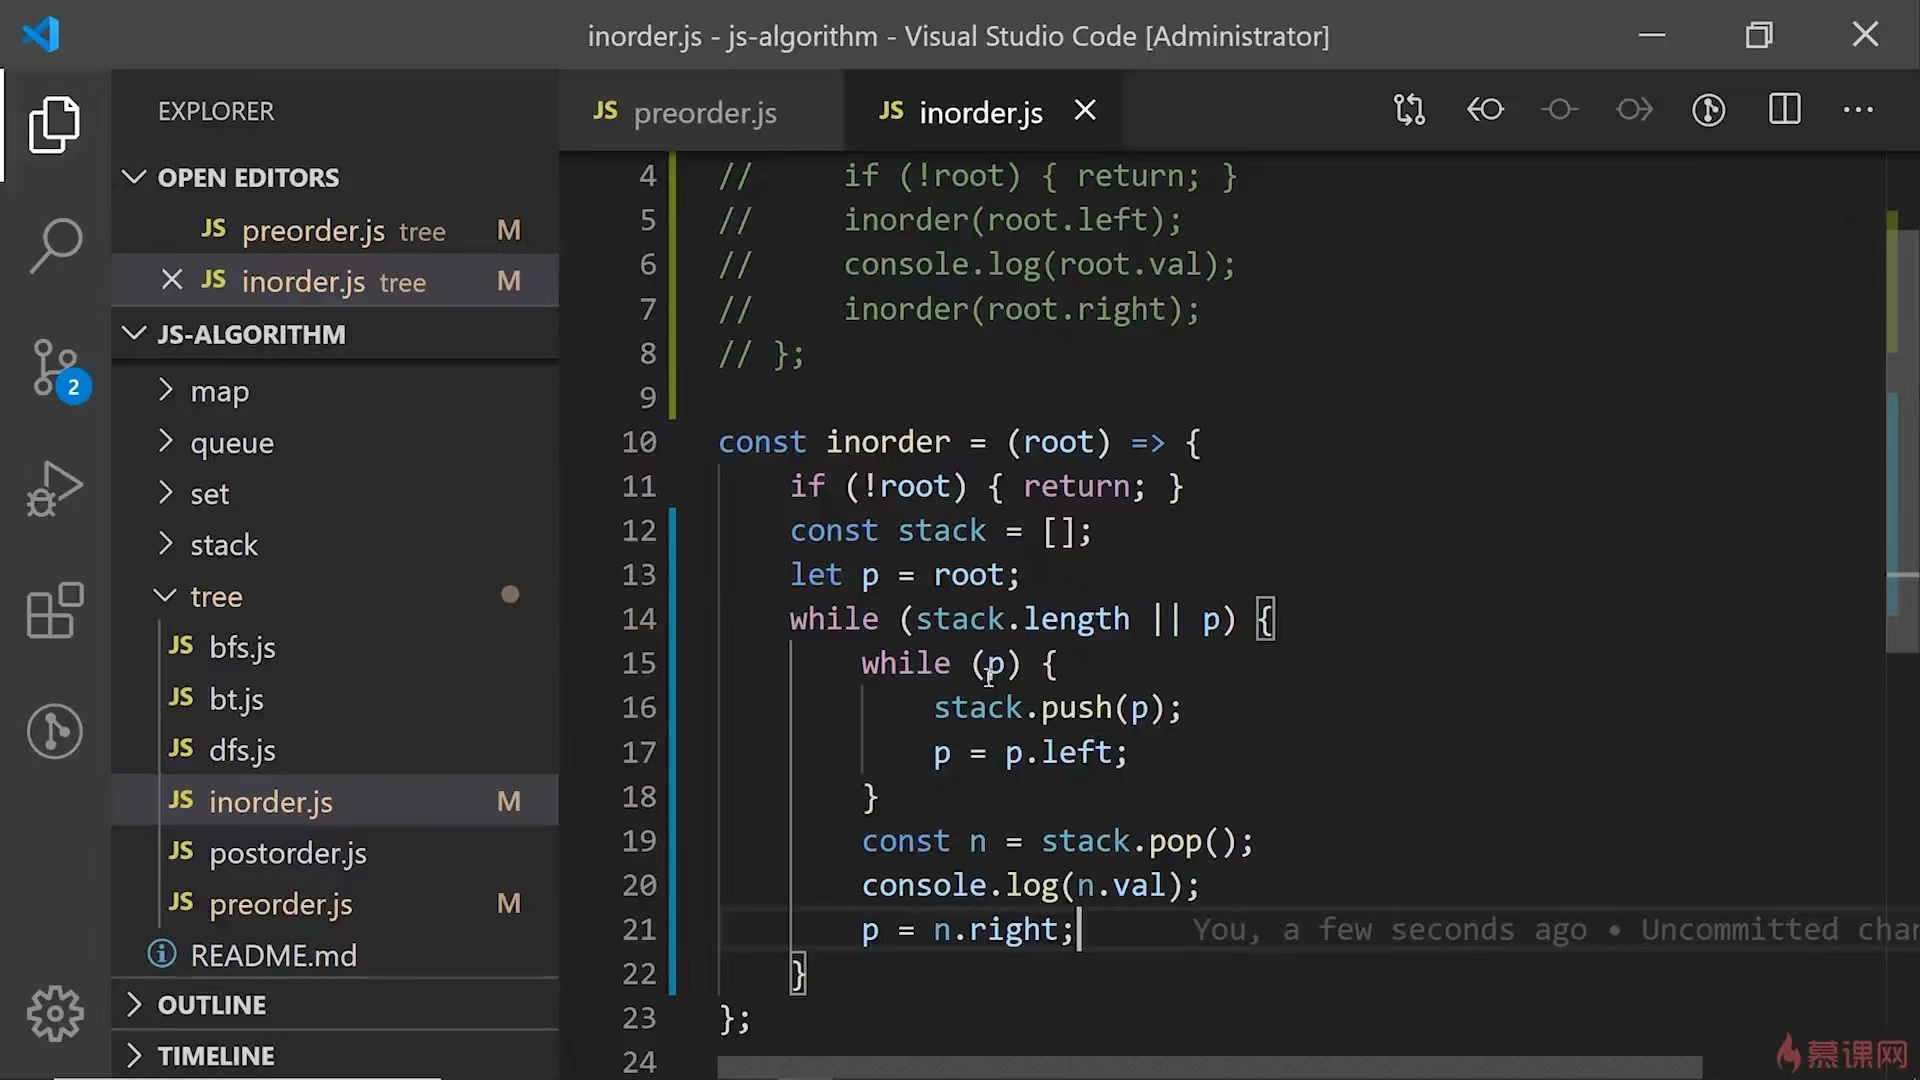 inorder.js - js-algorithm - Visual Studio Code [Administrator]
EXPLORER
OPEN EDITORS
JS preorder.js tree M
JS inorder.js tree M
JS-ALGORITHM
map
queue
set
stack
tree
JS bfs.js
JS bt.js
JS dfs.js
JS inorder.js M
JS postorder.js
JS preorder.js M
README.md
OUTLINE
TIMELINE
2
JS preorder.js
JS inorder.js
4 //     if (!root) { return; }
5 //     inorder(root.left);
6 //     console.log(root.val);
7 //     inorder(root.right);
8 // };
9
10 const inorder = (root) => {
11     if (!root) { return; }
12     const stack = [];
13     let p = root;
14     while (stack.length || p) {
15         while (p) {
16             stack.push(p);
17             p = p.left;
18         }
19         const n = stack.pop();
20         console.log(n.val);
21         p = n.right; You, a few seconds ago • Uncommitted char
22     }
23 };
24
慕课网